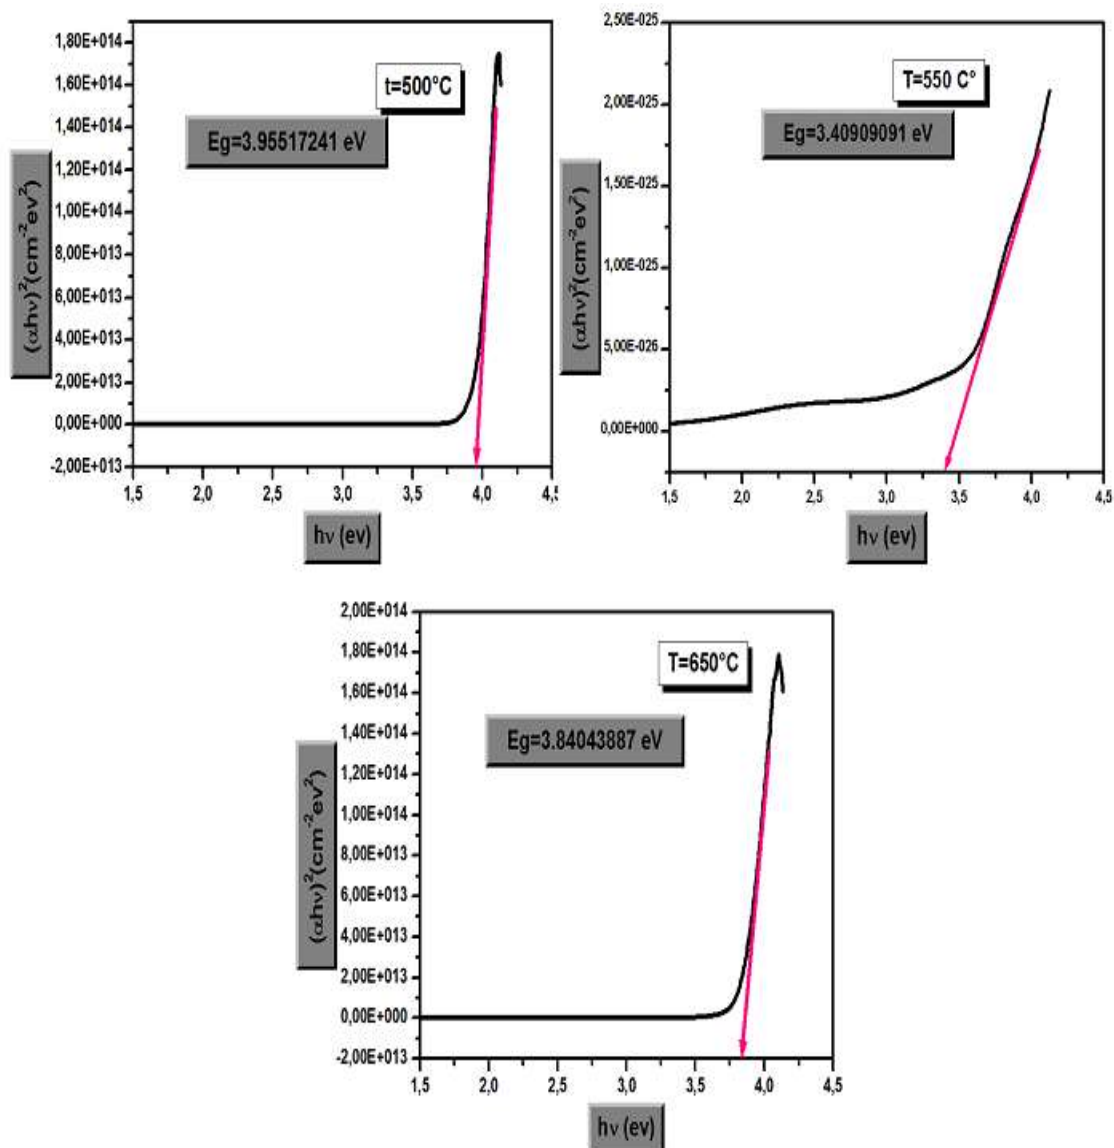 1,80E+014
1,60E+014
1,40E+014
1,20E+014
1,00E+014
8,00E+013
6,00E+013
4,00E+013
2,00E+013
0,00E+000
-2,00E+013
(αhν)²(cm⁻²ev²)
t=500°C
Eg=3.95517241 eV
1,5 2,0 2,5 3,0 3,5 4,0 4,5
hν (ev)
2,50E-025
2,00E-025
1,50E-025
1,00E-025
5,00E-026
0,00E+000
(αhν)²(cm⁻²ev²)
T=550 C°
Eg=3.40909091 eV
1,5 2,0 2,5 3,0 3,5 4,0 4,5
hν (ev)
2,00E+014
1,80E+014
1,60E+014
1,40E+014
1,20E+014
1,00E+014
8,00E+013
6,00E+013
4,00E+013
2,00E+013
0,00E+000
-2,00E+013
(αhν)²(cm⁻²ev²)
T=650°C
Eg=3.84043887 eV
1,5 2,0 2,5 3,0 3,5 4,0 4,5
hν (ev)